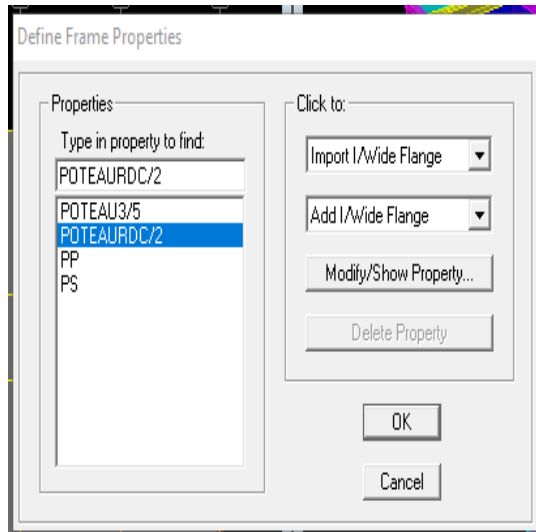 Define Frame Properties
Properties
Type in property to find:
POTEAURDC/2
POTEAU3/5
POTEAURDC/2
PP
PS
Click to:
Import I/Wide Flange
Add I/Wide Flange
Modify/Show Property...
Delete Property
OK
Cancel